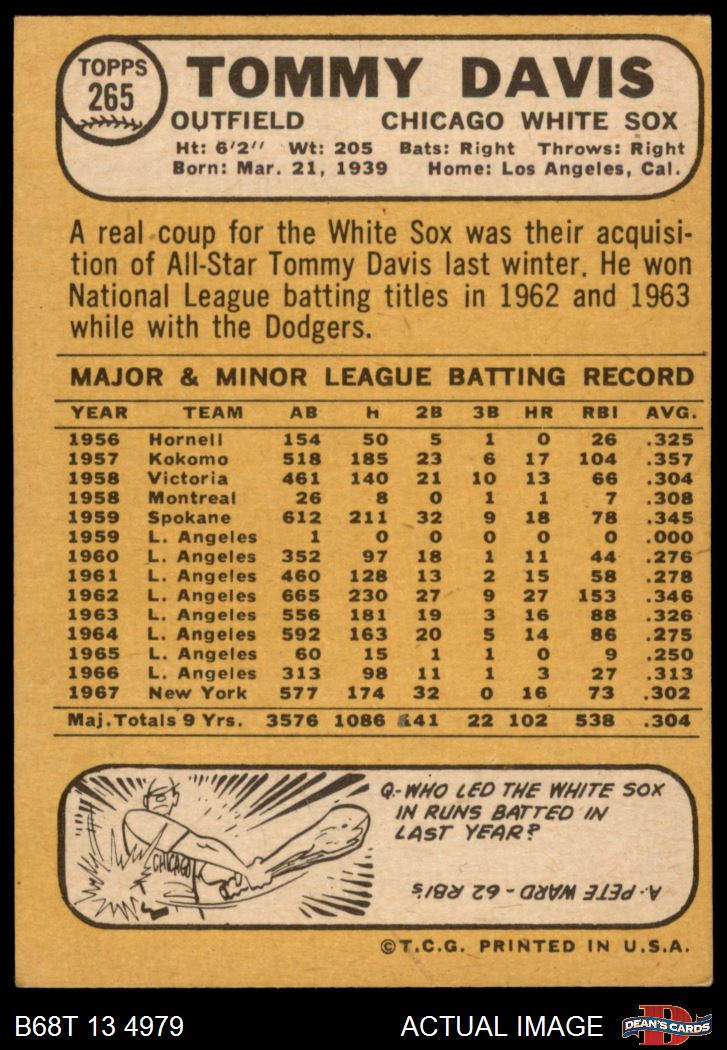 TOPPS
265
TOMMY DAVIS
OUTFIELD CHICAGO WHITE SOX
Ht: 6'2'' Wt: 205 Bats: Right Throws: Right
Born: Mar. 21, 1939 Home: Los Angeles, Cal.
A real coup for the White Sox was their acquisi-
tion of All-Star Tommy Davis last winter. He won
National League batting titles in 1962 and 1963
while with the Dodgers.
MAJOR & MINOR LEAGUE BATTING RECORD
YEAR TEAM AB H 2B 3B HR RBI AVG.
1956 Hornell 154 50 5 1 0 26 .325
1957 Kokomo 518 185 23 6 17 104 .357
1958 Victoria 461 140 21 10 13 66 .304
1958 Montreal 26 8 0 1 1 7 .308
1959 Spokane 612 211 32 9 18 78 .345
1959 L. Angeles 1 0 0 0 0 0 .000
1960 L. Angeles 352 97 18 1 11 44 .276
1961 L. Angeles 460 128 13 2 15 58 .278
1962 L. Angeles 665 230 27 9 27 153 .346
1963 L. Angeles 556 181 19 3 16 88 .326
1964 L. Angeles 592 163 20 5 14 86 .275
1965 L. Angeles 60 15 1 1 0 9 .250
1966 L. Angeles 313 98 11 1 3 27 .313
1967 New York 577 174 32 0 16 73 .302
Maj. Totals 9 Yrs. 3576 1086 141 22 102 538 .304
CHICAGO
Q-WHO LED THE WHITE SOX
IN RUNS BATTED IN
LAST YEAR?
A-PETE WARD-62 RBI's
©T.C.G. PRINTED IN U.S.A.
B68T 13 4979 ACTUAL IMAGE
D
DEAN'S CARDS